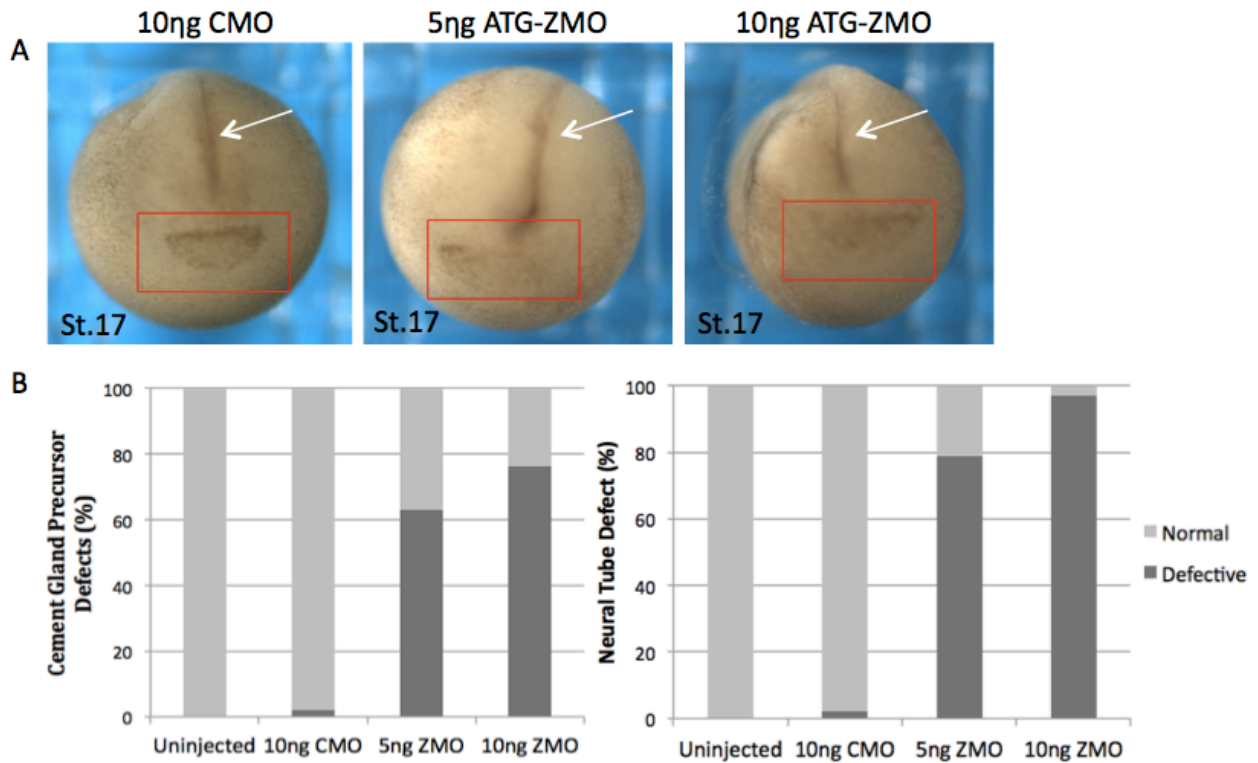 10ηg CMO
5ηg ATG-ZMO
10ηg ATG-ZMO
A
St.17
St.17
St.17
B
Cement Gland Precursor
Defects (%)
100
80
60
40
20
0
Uninjected
10ng CMO
5ng ZMO
10ng ZMO
Neural Tube Defect (%)
100
80
60
40
20
0
Uninjected
10ng CMO
5ng ZMO
10ng ZMO
Normal
Defective